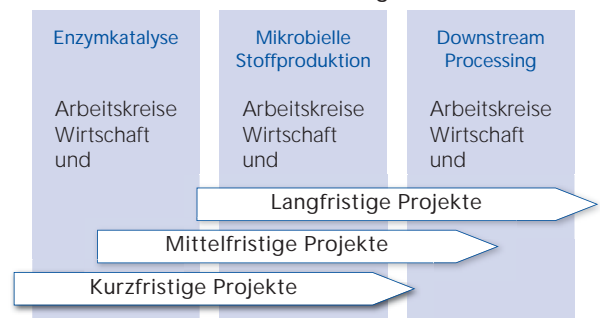 Enzymkatalyse
Mikrobielle
Stoffproduktion
Downstream
Processing
Arbeitskreise
Wirtschaft
und
Arbeitskreise
Wirtschaft
und
Arbeitskreise
Wirtschaft
und
Langfristige Projekte
Mittelfristige Projekte
Kurzfristige Projekte